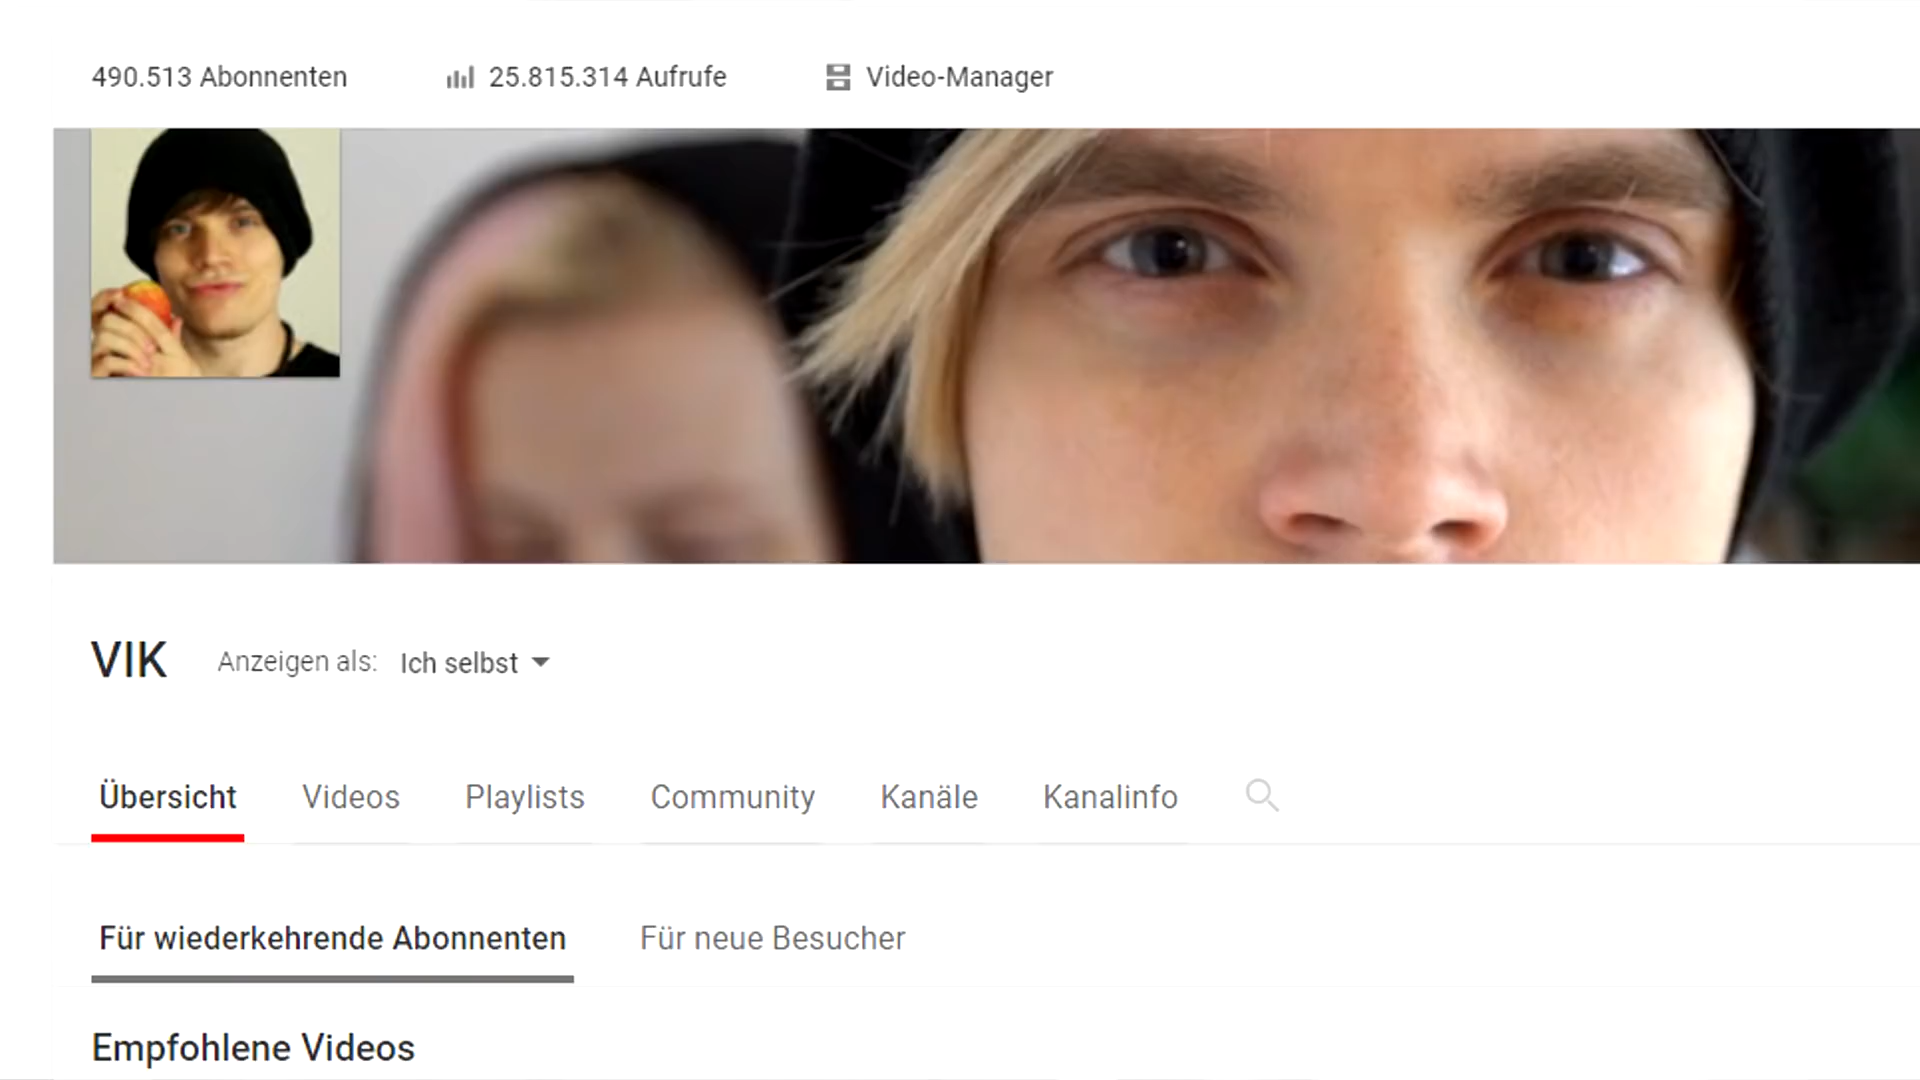 490.513 Abonnenten
25.815.314 Aufrufe
Video-Manager
VIK
Anzeigen als: Ich selbst
Übersicht Videos Playlists Community Kanäle Kanalinfo
Für wiederkehrende Abonnenten Für neue Besucher
Empfohlene Videos